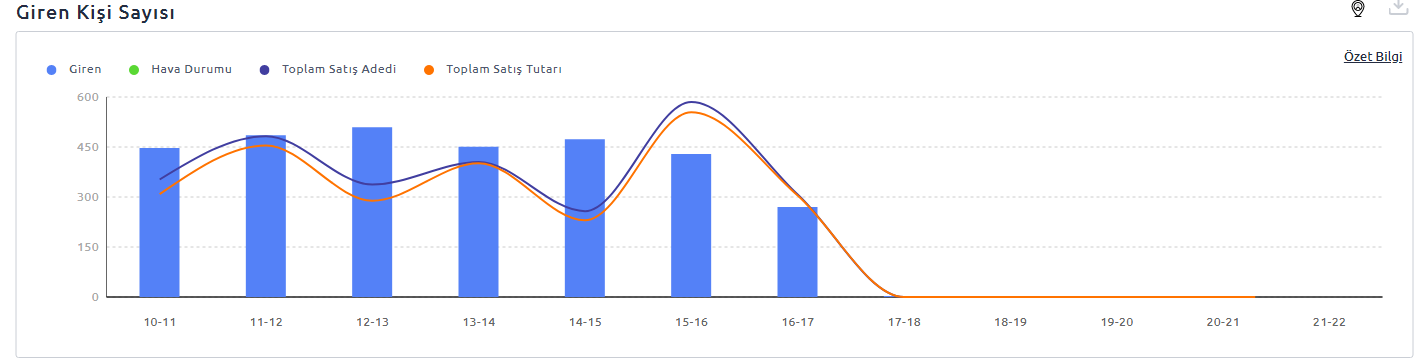 Giren Kişi Sayısı
Özet Bilgi
Giren Hava Durumu Toplam Satış Adedi Toplam Satış Tutarı
600
450
300
150
0
10-11 11-12 12-13 13-14 14-15 15-16 16-17 17-18 18-19 19-20 20-21 21-22